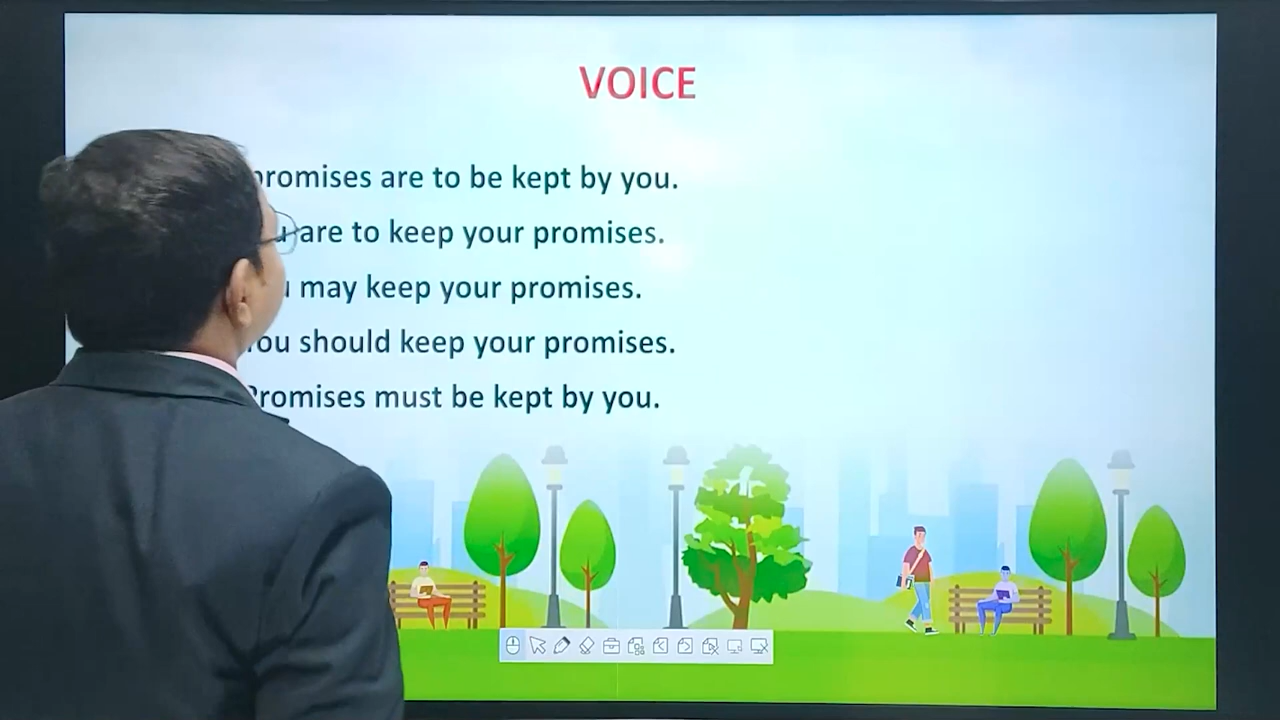 VOICE
promises are to be kept by you.
are to keep your promises.
may keep your promises.
You should keep your promises.
Promises must be kept by you.